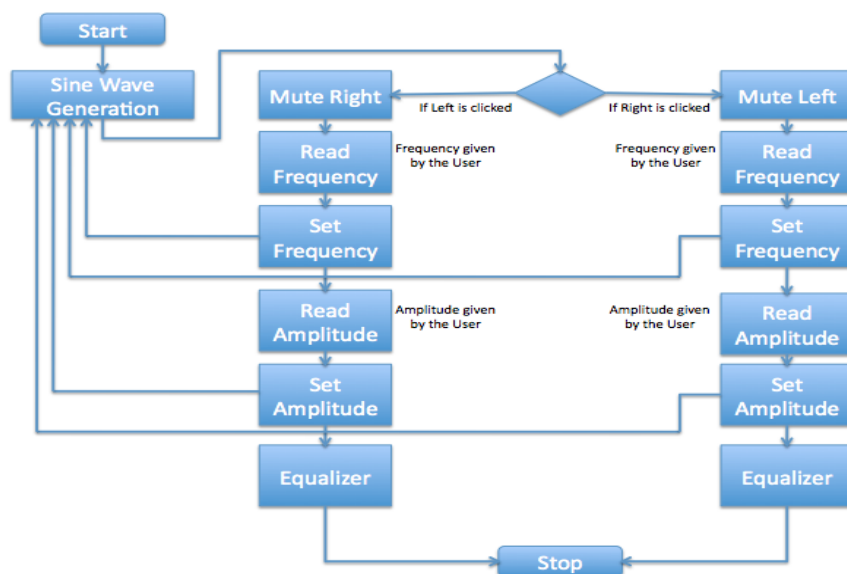 Start
Sine Wave
Generation
Mute Right
If Left is clicked
If Right is clicked
Mute Left
Read
Frequency
Frequency given
by the User
Frequency given
by the User
Read
Frequency
Set
Frequency
Set
Frequency
Read
Amplitude
Amplitude given
by the User
Amplitude given
by the User
Read
Amplitude
Set
Amplitude
Set
Amplitude
Equalizer
Equalizer
Stop